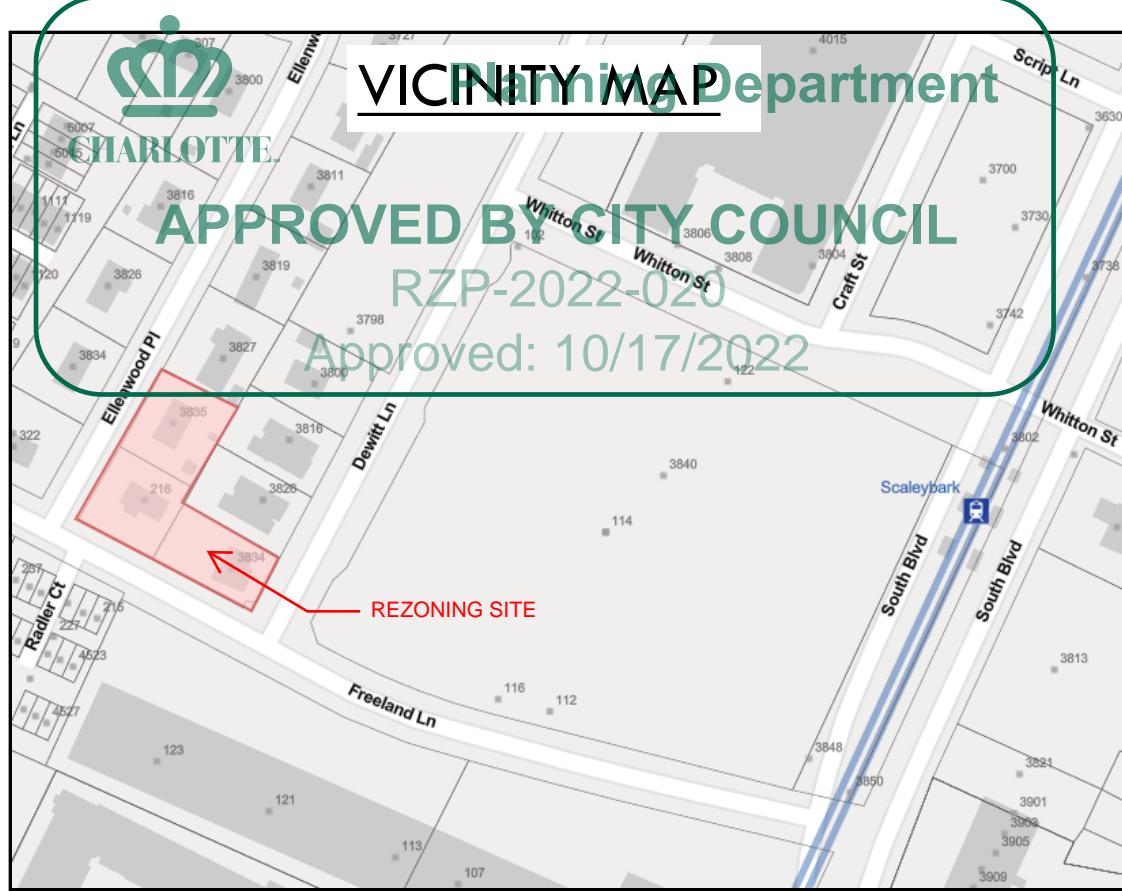 307
3727
4015
Script Ln
VICINITY MAP
Planning Department
3800
3630
5007
CHARLOTTE
5015
3811
3700
3816
1111
1119
Whitton St
3730
APPROVED BY CITY COUNCIL
102
3806
Whitton St
3808
3804
3738
3819
1120
3826
RZP-2022-020
Craft St
3798
3742
Ellenwood Pl
3834
3827
Approved: 10/17/2022
3800
122
3835
Dewitt Ln
Whitton St
322
3816
3802
3840
216
3826
Scaleybark
114
3834
South Blvd
South Blvd
237
REZONING SITE
215
Radler Ct
227
4523
3813
Freeland Ln
116
112
4527
123
3848
3821
3850
121
3901
3903
3905
113
107
3909